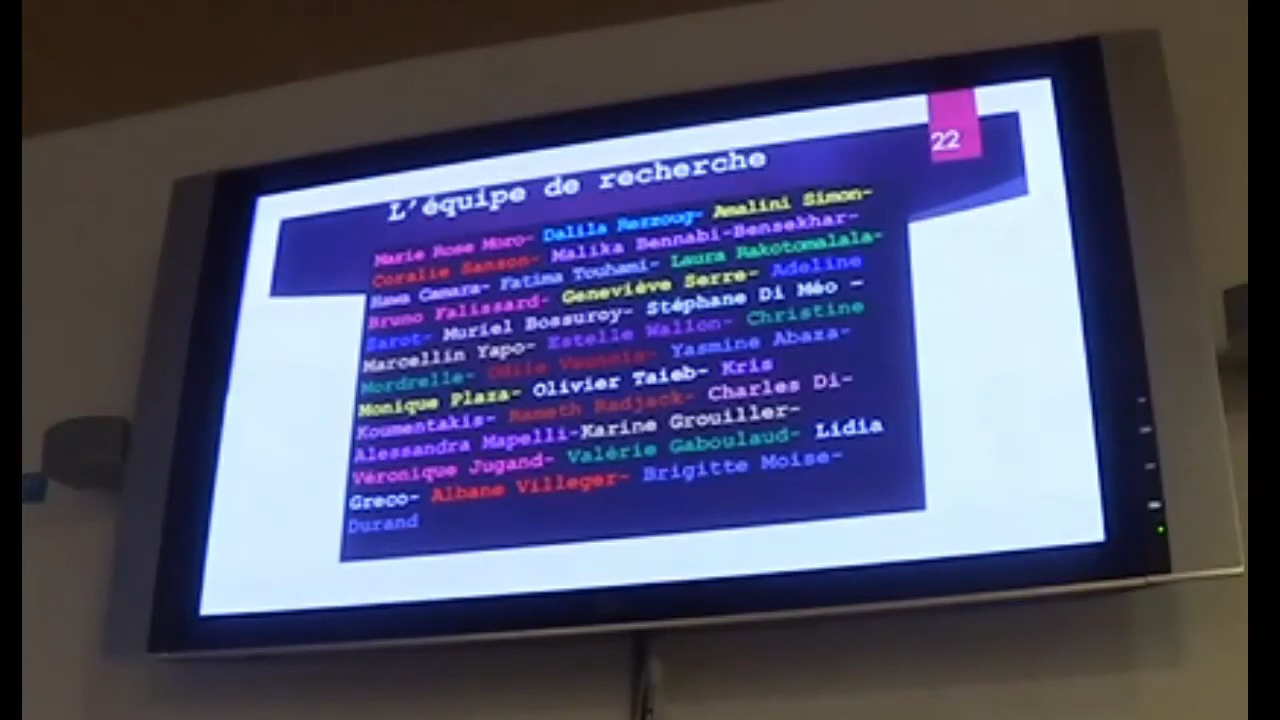 22
L'équipe de recherche
Marie Rose Moro- Dalila Rezzoug- Amalini Simon-
Coralie Sanson- Malika Bennabi-Bensekhar-
Hawa Camara- Fatima Touhami- Laura Rakotomalala-
Bruno Falissard- Geneviève Serre- Adeline
Sarot- Muriel Bossuroy- Stéphane Di Méo –
Marcellin Yapo- Estelle Wallon- Christine
Mordrelle- Odile Yasmine Abaza-
Monique Plaza- Olivier Taieb- Kris
Koumentakis- Rameth Radjack- Charles Di-
Alessandra Mapelli-Karine Grouiller-
Véronique Jugand- Valérie Gaboulaud- Lidia
Greco- Albane Villeger- Brigitte Moise-
Durand